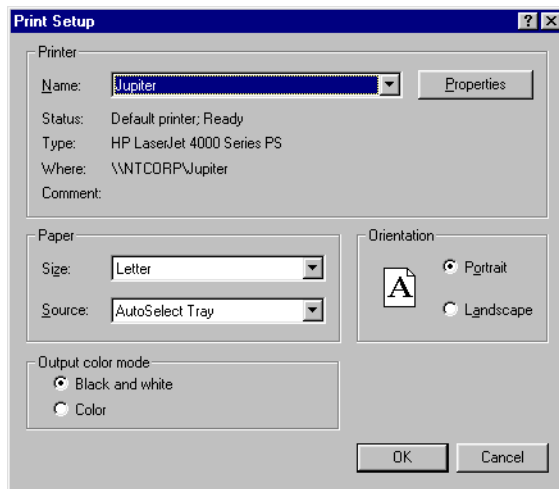 Print Setup
Printer
Name: Jupiter Properties
Status: Default printer; Ready
Type: HP LaserJet 4000 Series PS
Where: \\NTCORP\Jupiter
Comment:
Paper
Size: Letter
Source: AutoSelect Tray
Orientation
A
Portrait
Landscape
Output color mode
Black and white
Color
OK Cancel